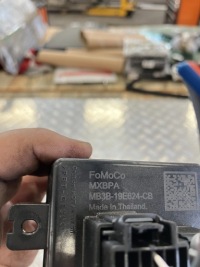 FoMoCo
MXBPA
MB3B-19E624-CB
Made in Thailand.